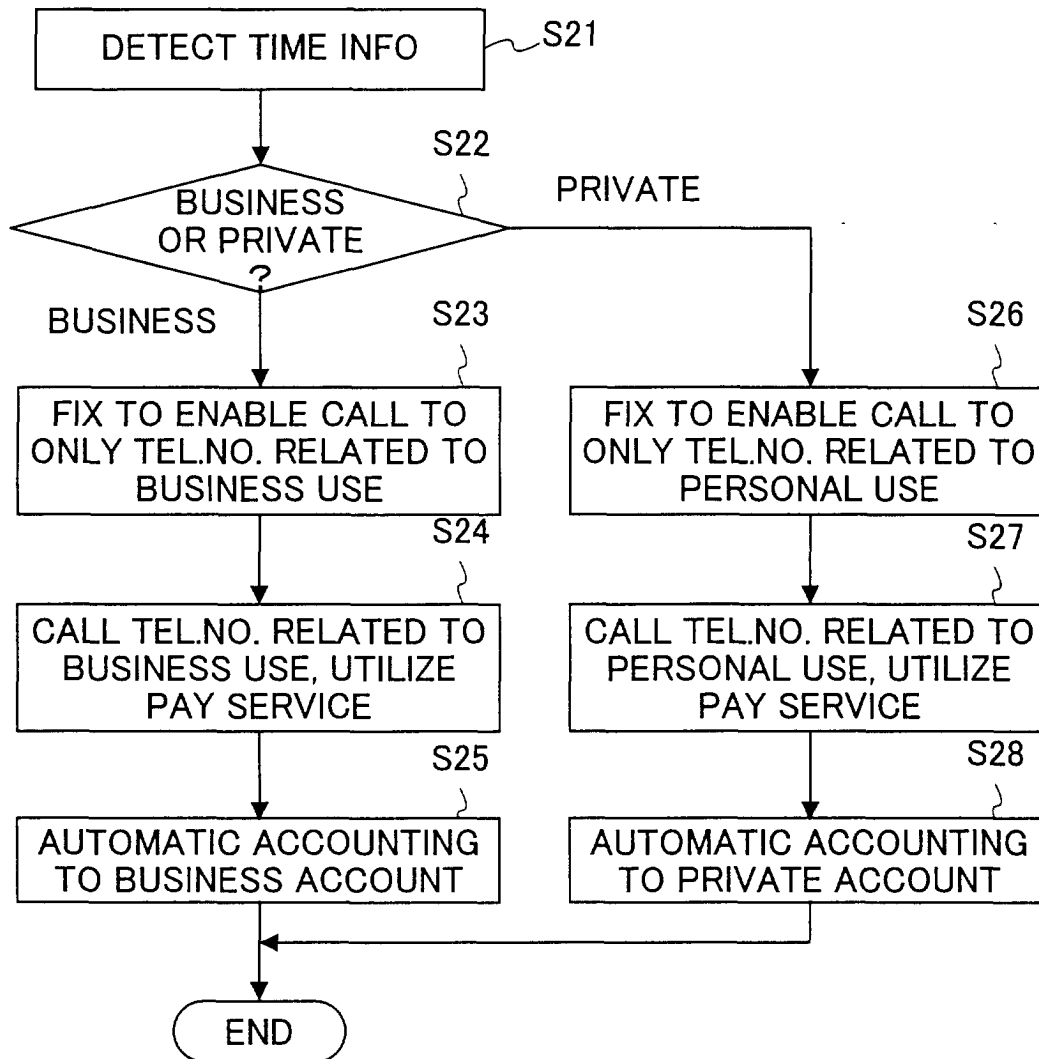 DETECT TIME INFO
S21
S22
BUSINESS
OR PRIVATE
?
PRIVATE
BUSINESS
S23
FIX TO ENABLE CALL TO
ONLY TEL.NO. RELATED TO
BUSINESS USE
S24
CALL TEL.NO. RELATED TO
BUSINESS USE, UTILIZE
PAY SERVICE
S25
AUTOMATIC ACCOUNTING
TO BUSINESS ACCOUNT
S26
FIX TO ENABLE CALL TO
ONLY TEL.NO. RELATED TO
PERSONAL USE
S27
CALL TEL.NO. RELATED TO
PERSONAL USE, UTILIZE
PAY SERVICE
S28
AUTOMATIC ACCOUNTING
TO PRIVATE ACCOUNT
END